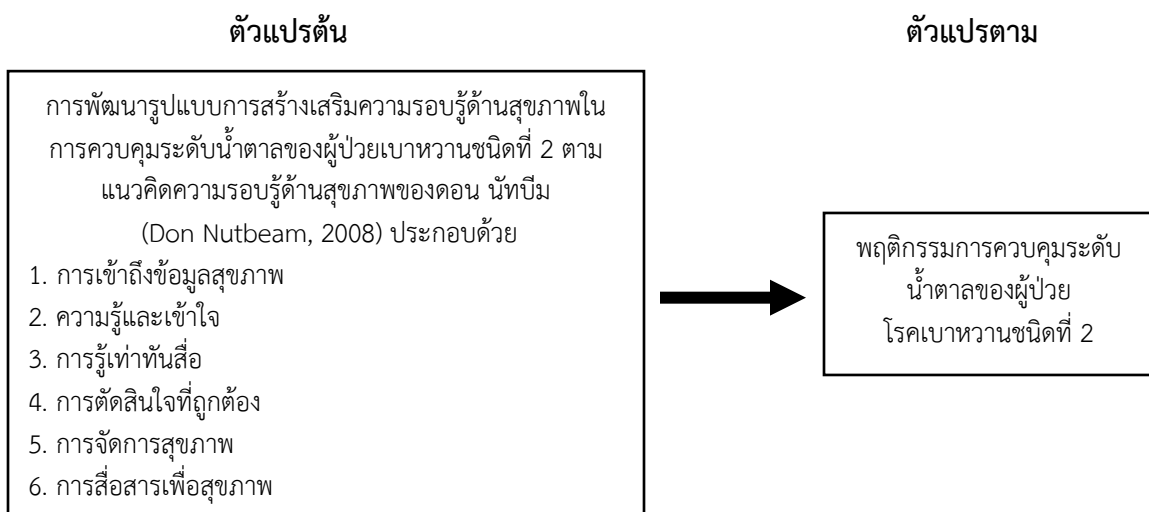 ตัวแปรต้น
ตัวแปรตาม
การพัฒนารูปแบบการสร้างเสริมความรอบรู้ด้านสุขภาพใน
การควบคุมระดับน้ำตาลของผู้ป่วยเบาหวานชนิดที่ 2 ตาม
แนวคิดความรอบรู้ด้านสุขภาพของดอน นัทบีม
(Don Nutbeam, 2008) ประกอบด้วย
1. การเข้าถึงข้อมูลสุขภาพ
2. ความรู้และเข้าใจ
3. การรู้เท่าทันสื่อ
4. การตัดสินใจที่ถูกต้อง
5. การจัดการสุขภาพ
6. การสื่อสารเพื่อสุขภาพ
พฤติกรรมการควบคุมระดับ
น้ำตาลของผู้ป่วย
โรคเบาหวานชนิดที่ 2